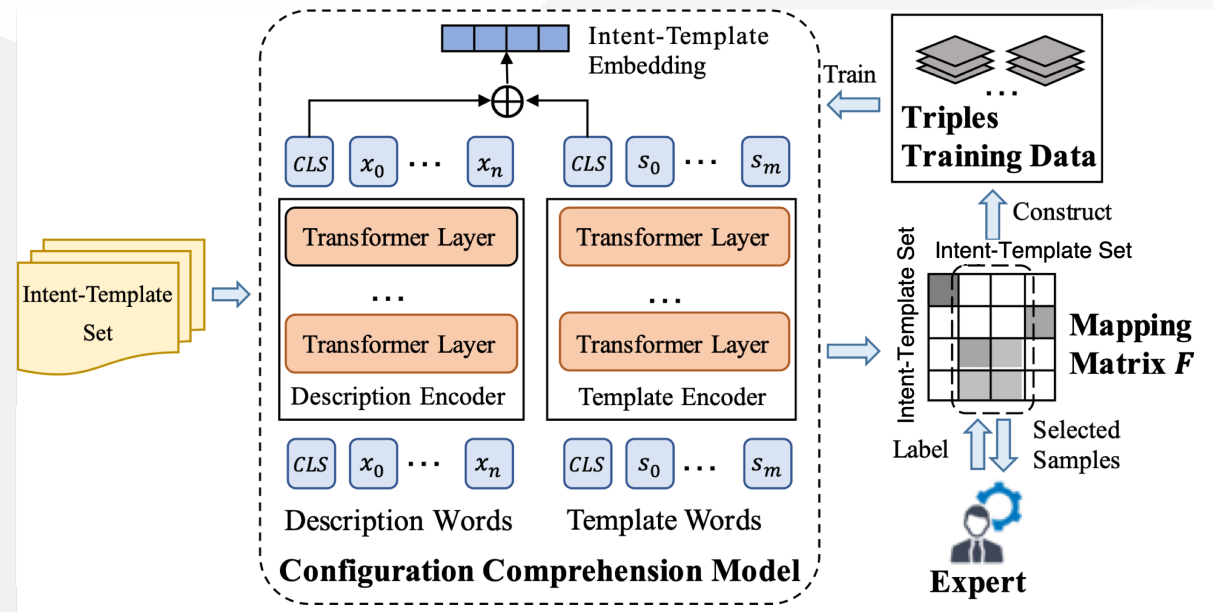 Intent-Template
Set
Intent-Template
Embedding
CLS x₀ ... xₙ
CLS s₀ ... sₘ
Transformer Layer
...
Transformer Layer
Description Encoder
Transformer Layer
...
Transformer Layer
Template Encoder
CLS x₀ ... xₙ
CLS s₀ ... sₘ
Description Words
Template Words
Configuration Comprehension Model
Train
...
Triples
Training Data
Construct
Intent-Template Set
Intent-Template Set
Mapping
Matrix F
Label
Selected
Samples
Expert